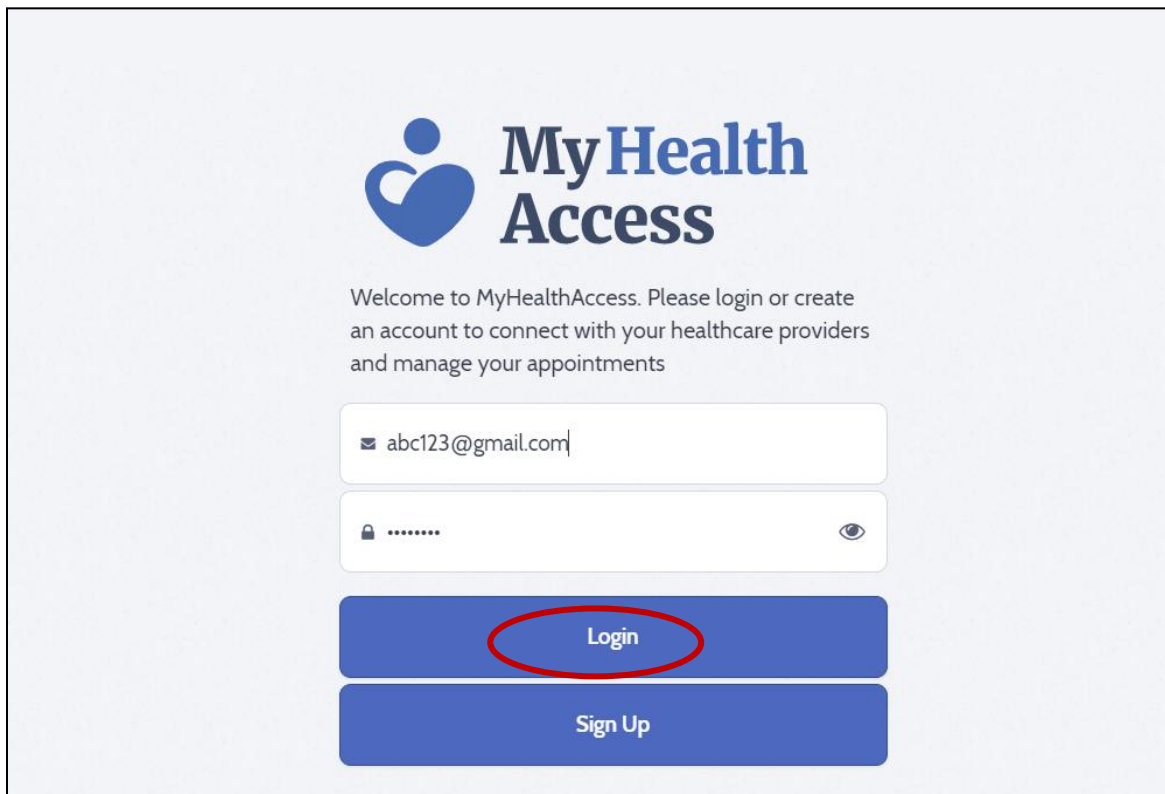 My Health
Access
Welcome to MyHealthAccess. Please login or create
an account to connect with your healthcare providers
and manage your appointments
abc123@gmail.com
••••••••
Login
Sign Up